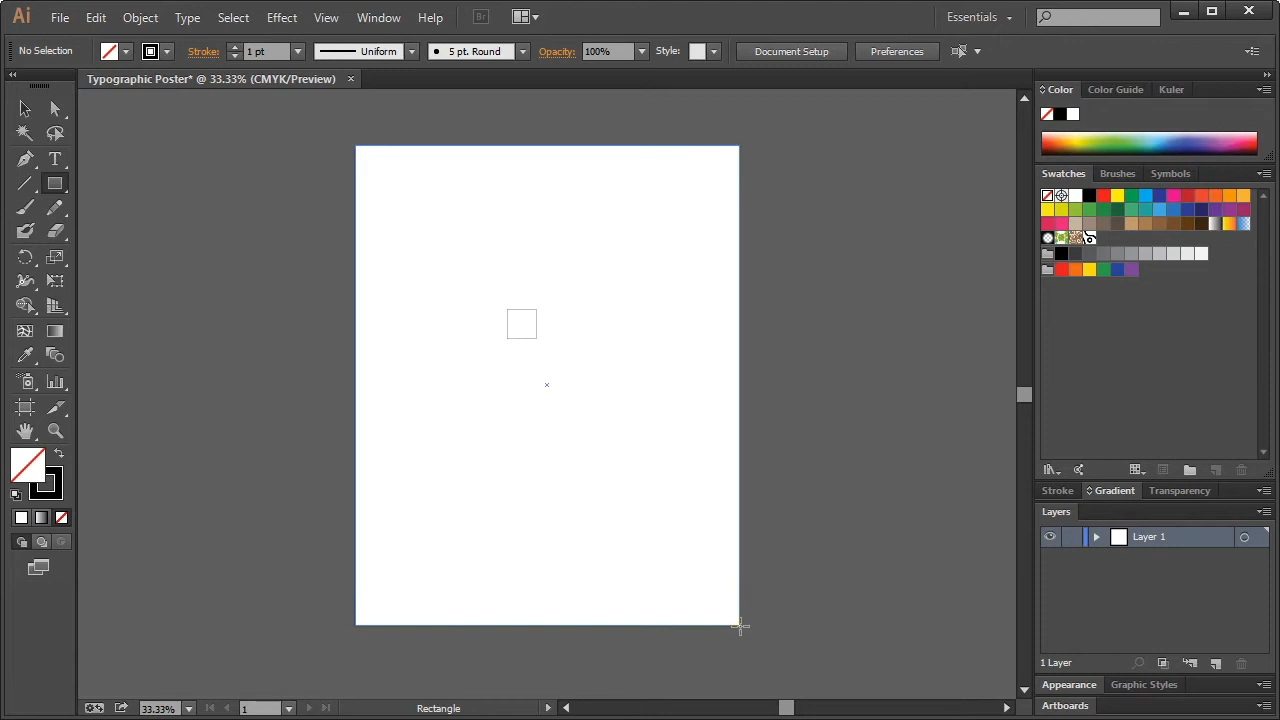 Ai File Edit Object Type Select Effect View Window Help Br Essentials
No Selection Stroke: 1 pt Uniform 5 pt. Round Opacity: 100% Style: Document Setup Preferences
Typographic Poster* @ 33.33% (CMYK/Preview)
Color Color Guide Kuler
Swatches Brushes Symbols
Stroke Gradient Transparency
Layers
Layer 1
1 Layer
Appearance Graphic Styles
Artboards
33.33% 1 Rectangle